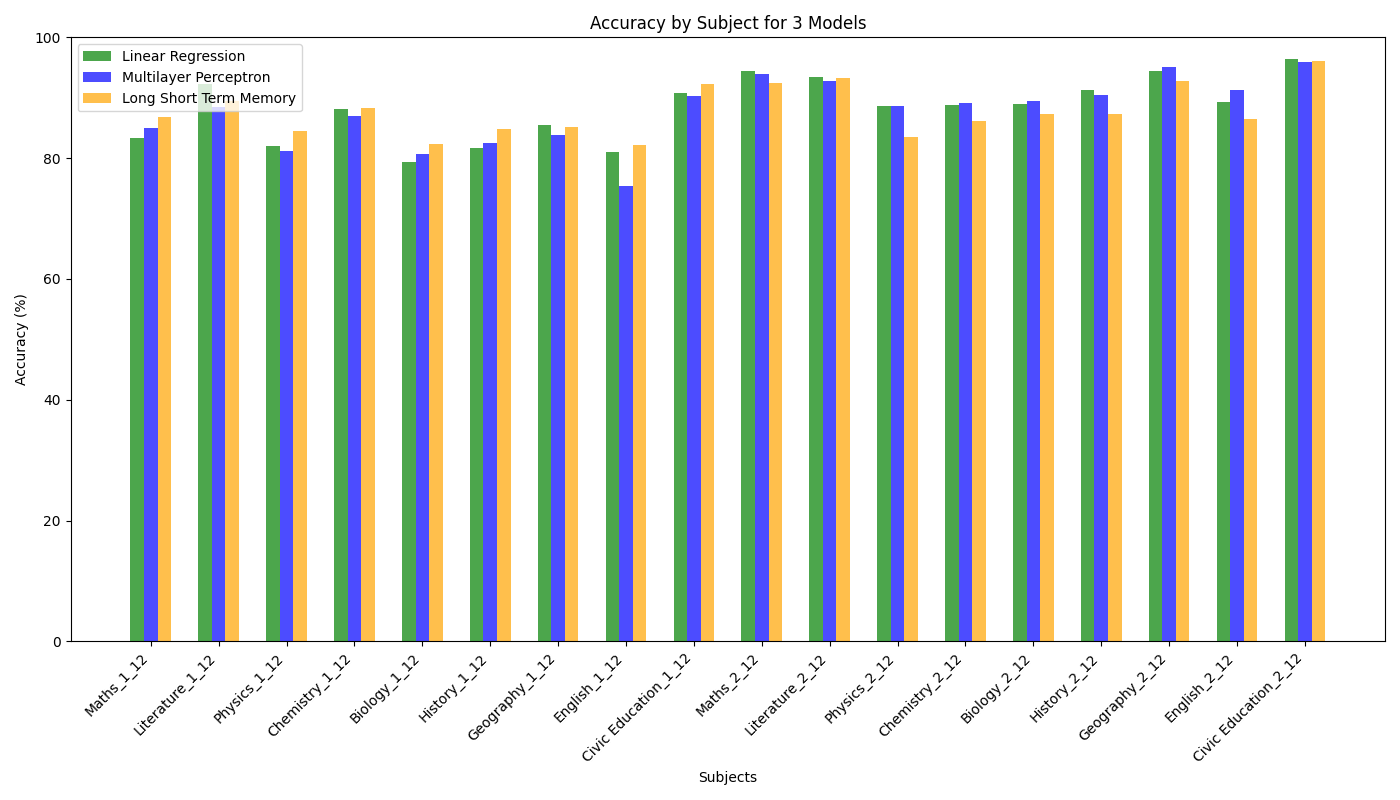 Accuracy by Subject for 3 Models
Linear Regression
Multilayer Perceptron
Long Short Term Memory
Accuracy (%)
100
80
60
40
20
0
Maths_1_12
Literature_1_12
Physics_1_12
Chemistry_1_12
Biology_1_12
History_1_12
Geography_1_12
English_1_12
Civic Education_1_12
Maths_2_12
Literature_2_12
Physics_2_12
Chemistry_2_12
Biology_2_12
History_2_12
Geography_2_12
English_2_12
Civic Education_2_12
Subjects